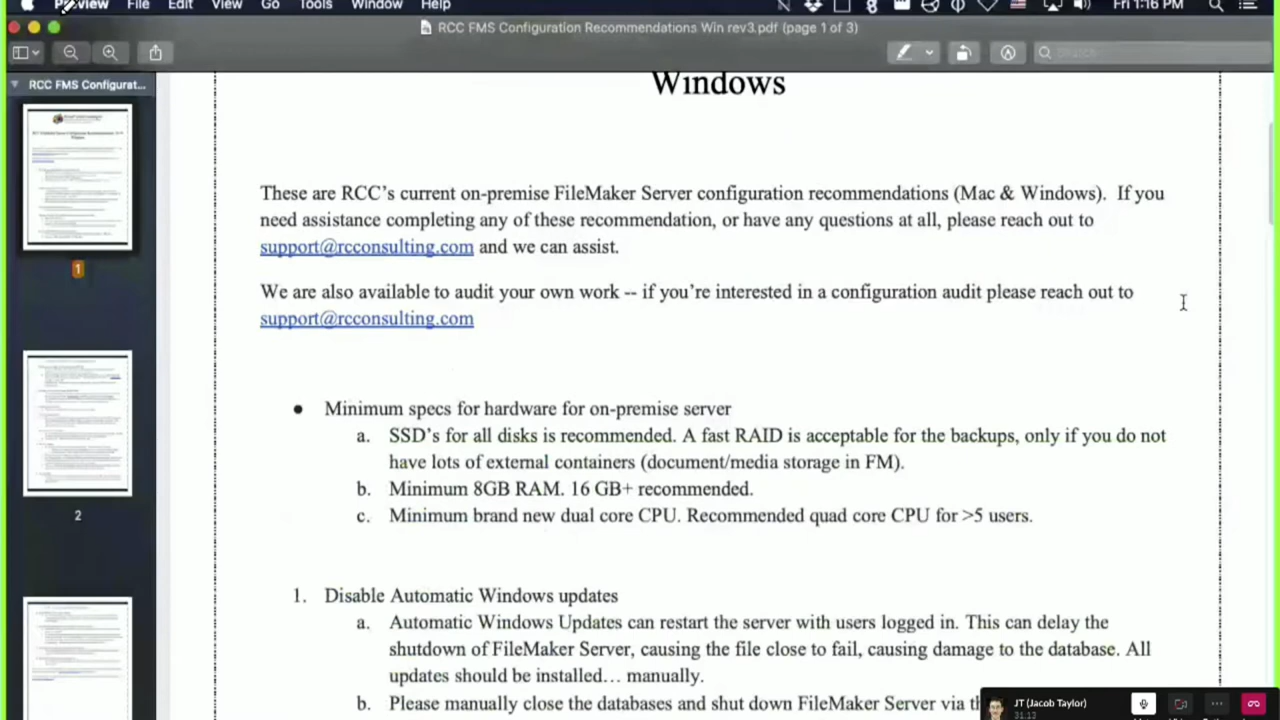 Preview File Edit View Go Tools Window Help Fri 1:16 PM
RCC FMS Configuration Recommendations Win rev3.pdf (page 1 of 3)
Search
RCC FMS Configurat...
1
2
Windows
These are RCC’s current on-premise FileMaker Server configuration recommendations (Mac & Windows). If you
need assistance completing any of these recommendation, or have any questions at all, please reach out to
support@rcconsulting.com and we can assist.
We are also available to audit your own work -- if you’re interested in a configuration audit please reach out to
support@rcconsulting.com
● Minimum specs for hardware for on-premise server
a. SSD’s for all disks is recommended. A fast RAID is acceptable for the backups, only if you do not
have lots of external containers (document/media storage in FM).
b. Minimum 8GB RAM. 16 GB+ recommended.
c. Minimum brand new dual core CPU. Recommended quad core CPU for >5 users.
1. Disable Automatic Windows updates
a. Automatic Windows Updates can restart the server with users logged in. This can delay the
shutdown of FileMaker Server, causing the file close to fail, causing damage to the database. All
updates should be installed… manually.
b. Please manually close the databases and shut down FileMaker Server via th
JT (Jacob Taylor)